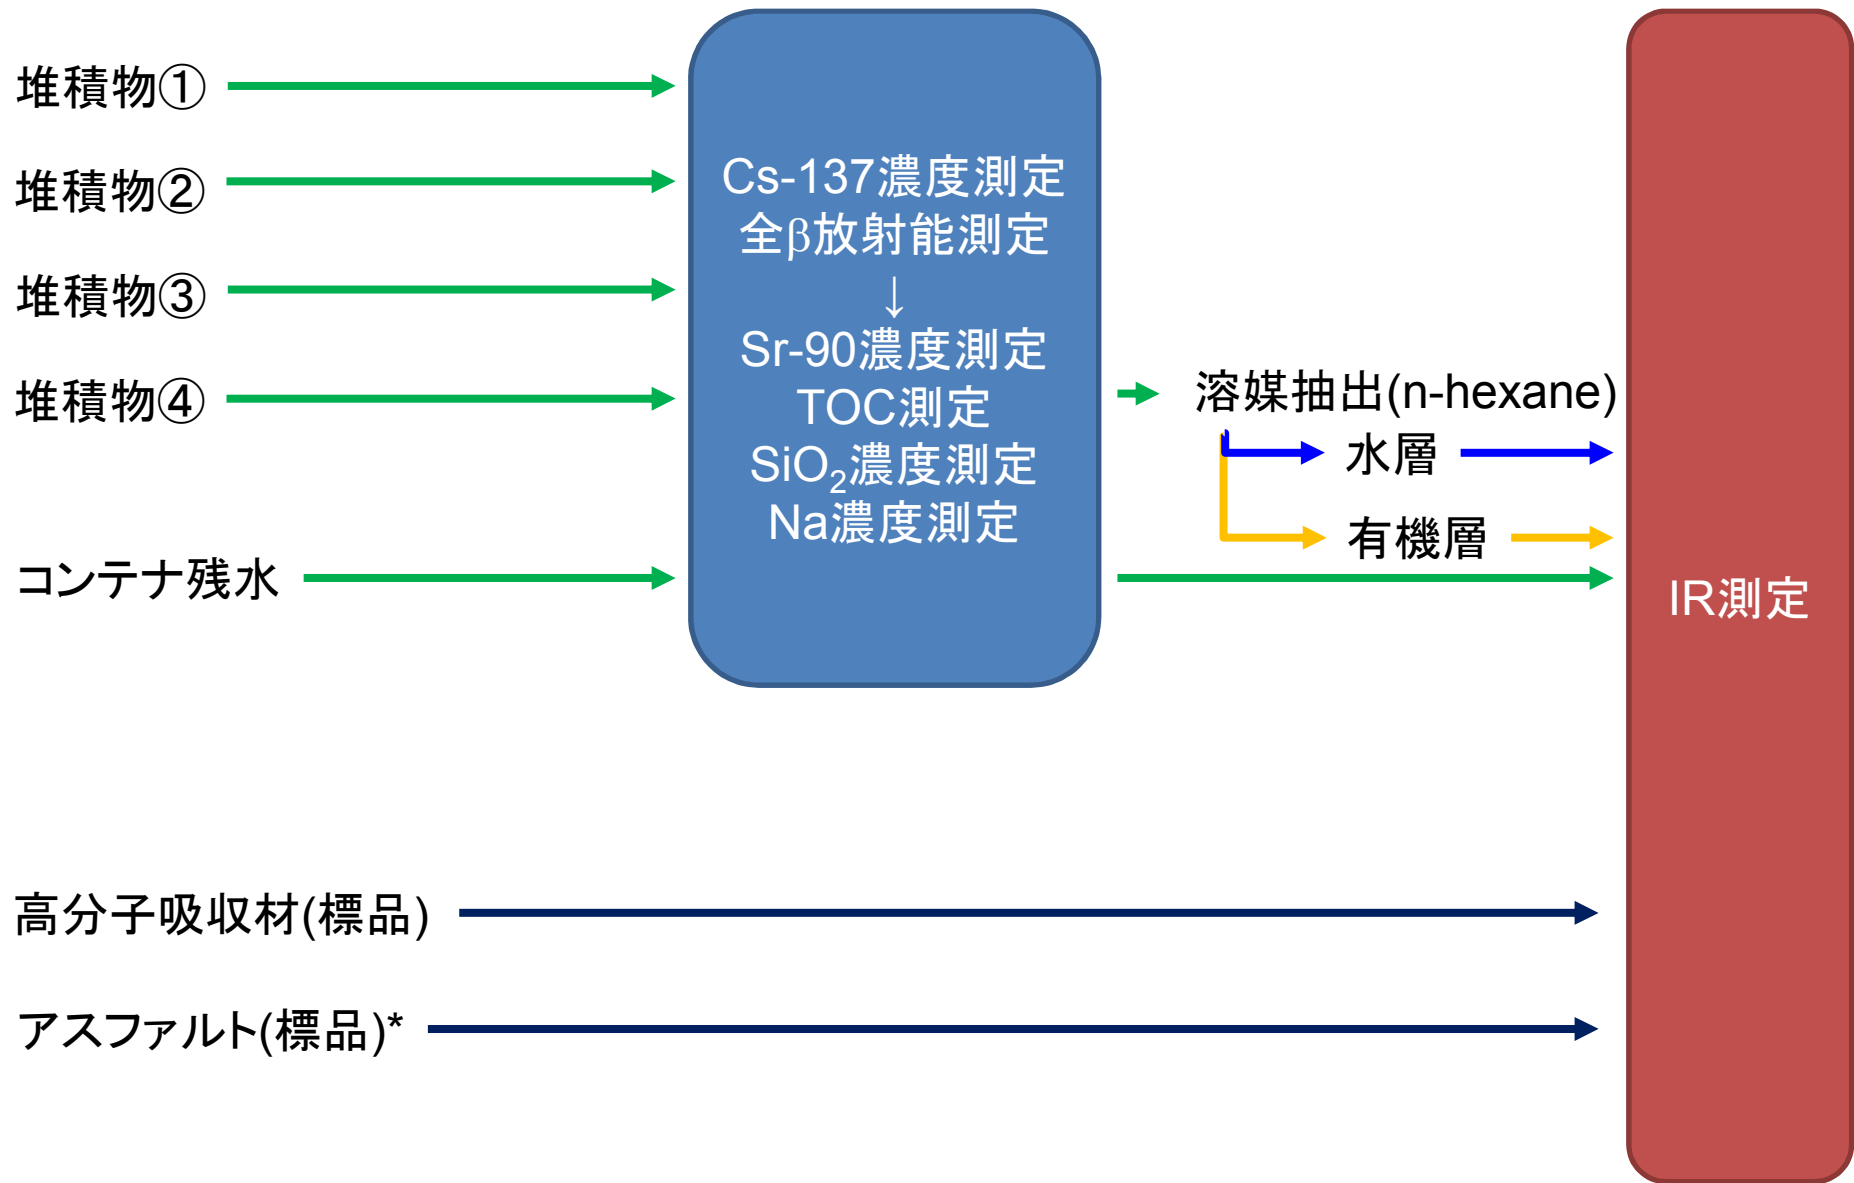 堆積物①
堆積物②
堆積物③
堆積物④
コンテナ残水
高分子吸収材(標品)
アスファルト(標品)*
Cs-137濃度測定
全β放射能測定
↓
Sr-90濃度測定
TOC測定
SiO₂濃度測定
Na濃度測定
溶媒抽出(n-hexane)
水層
有機層
IR測定